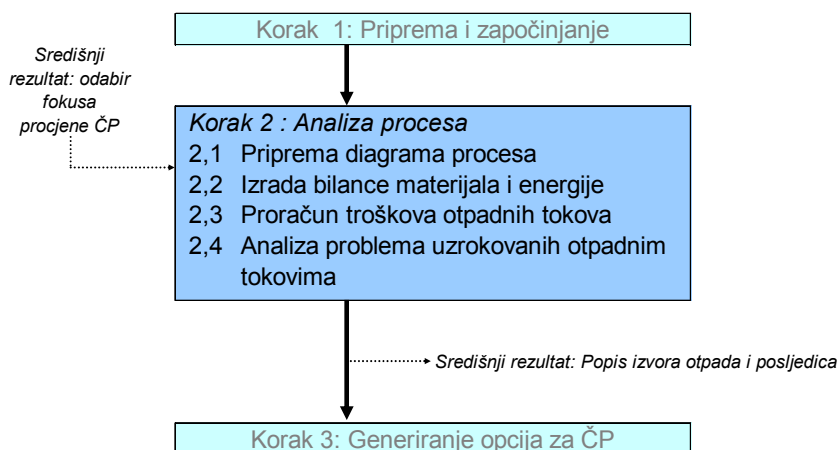 Korak 1: Priprema i započinjanje
Središnji
rezultat: odabir
fokusa
procjene ČP
Korak 2 : Analiza procesa
2,1 Priprema diagrama procesa
2,2 Izrada bilance materijala i energije
2,3 Proračun troškova otpadnih tokova
2,4 Analiza problema uzrokovanih otpadnim
tokovima
Središnji rezultat: Popis izvora otpada i posljedica
Korak 3: Generiranje opcija za ČP